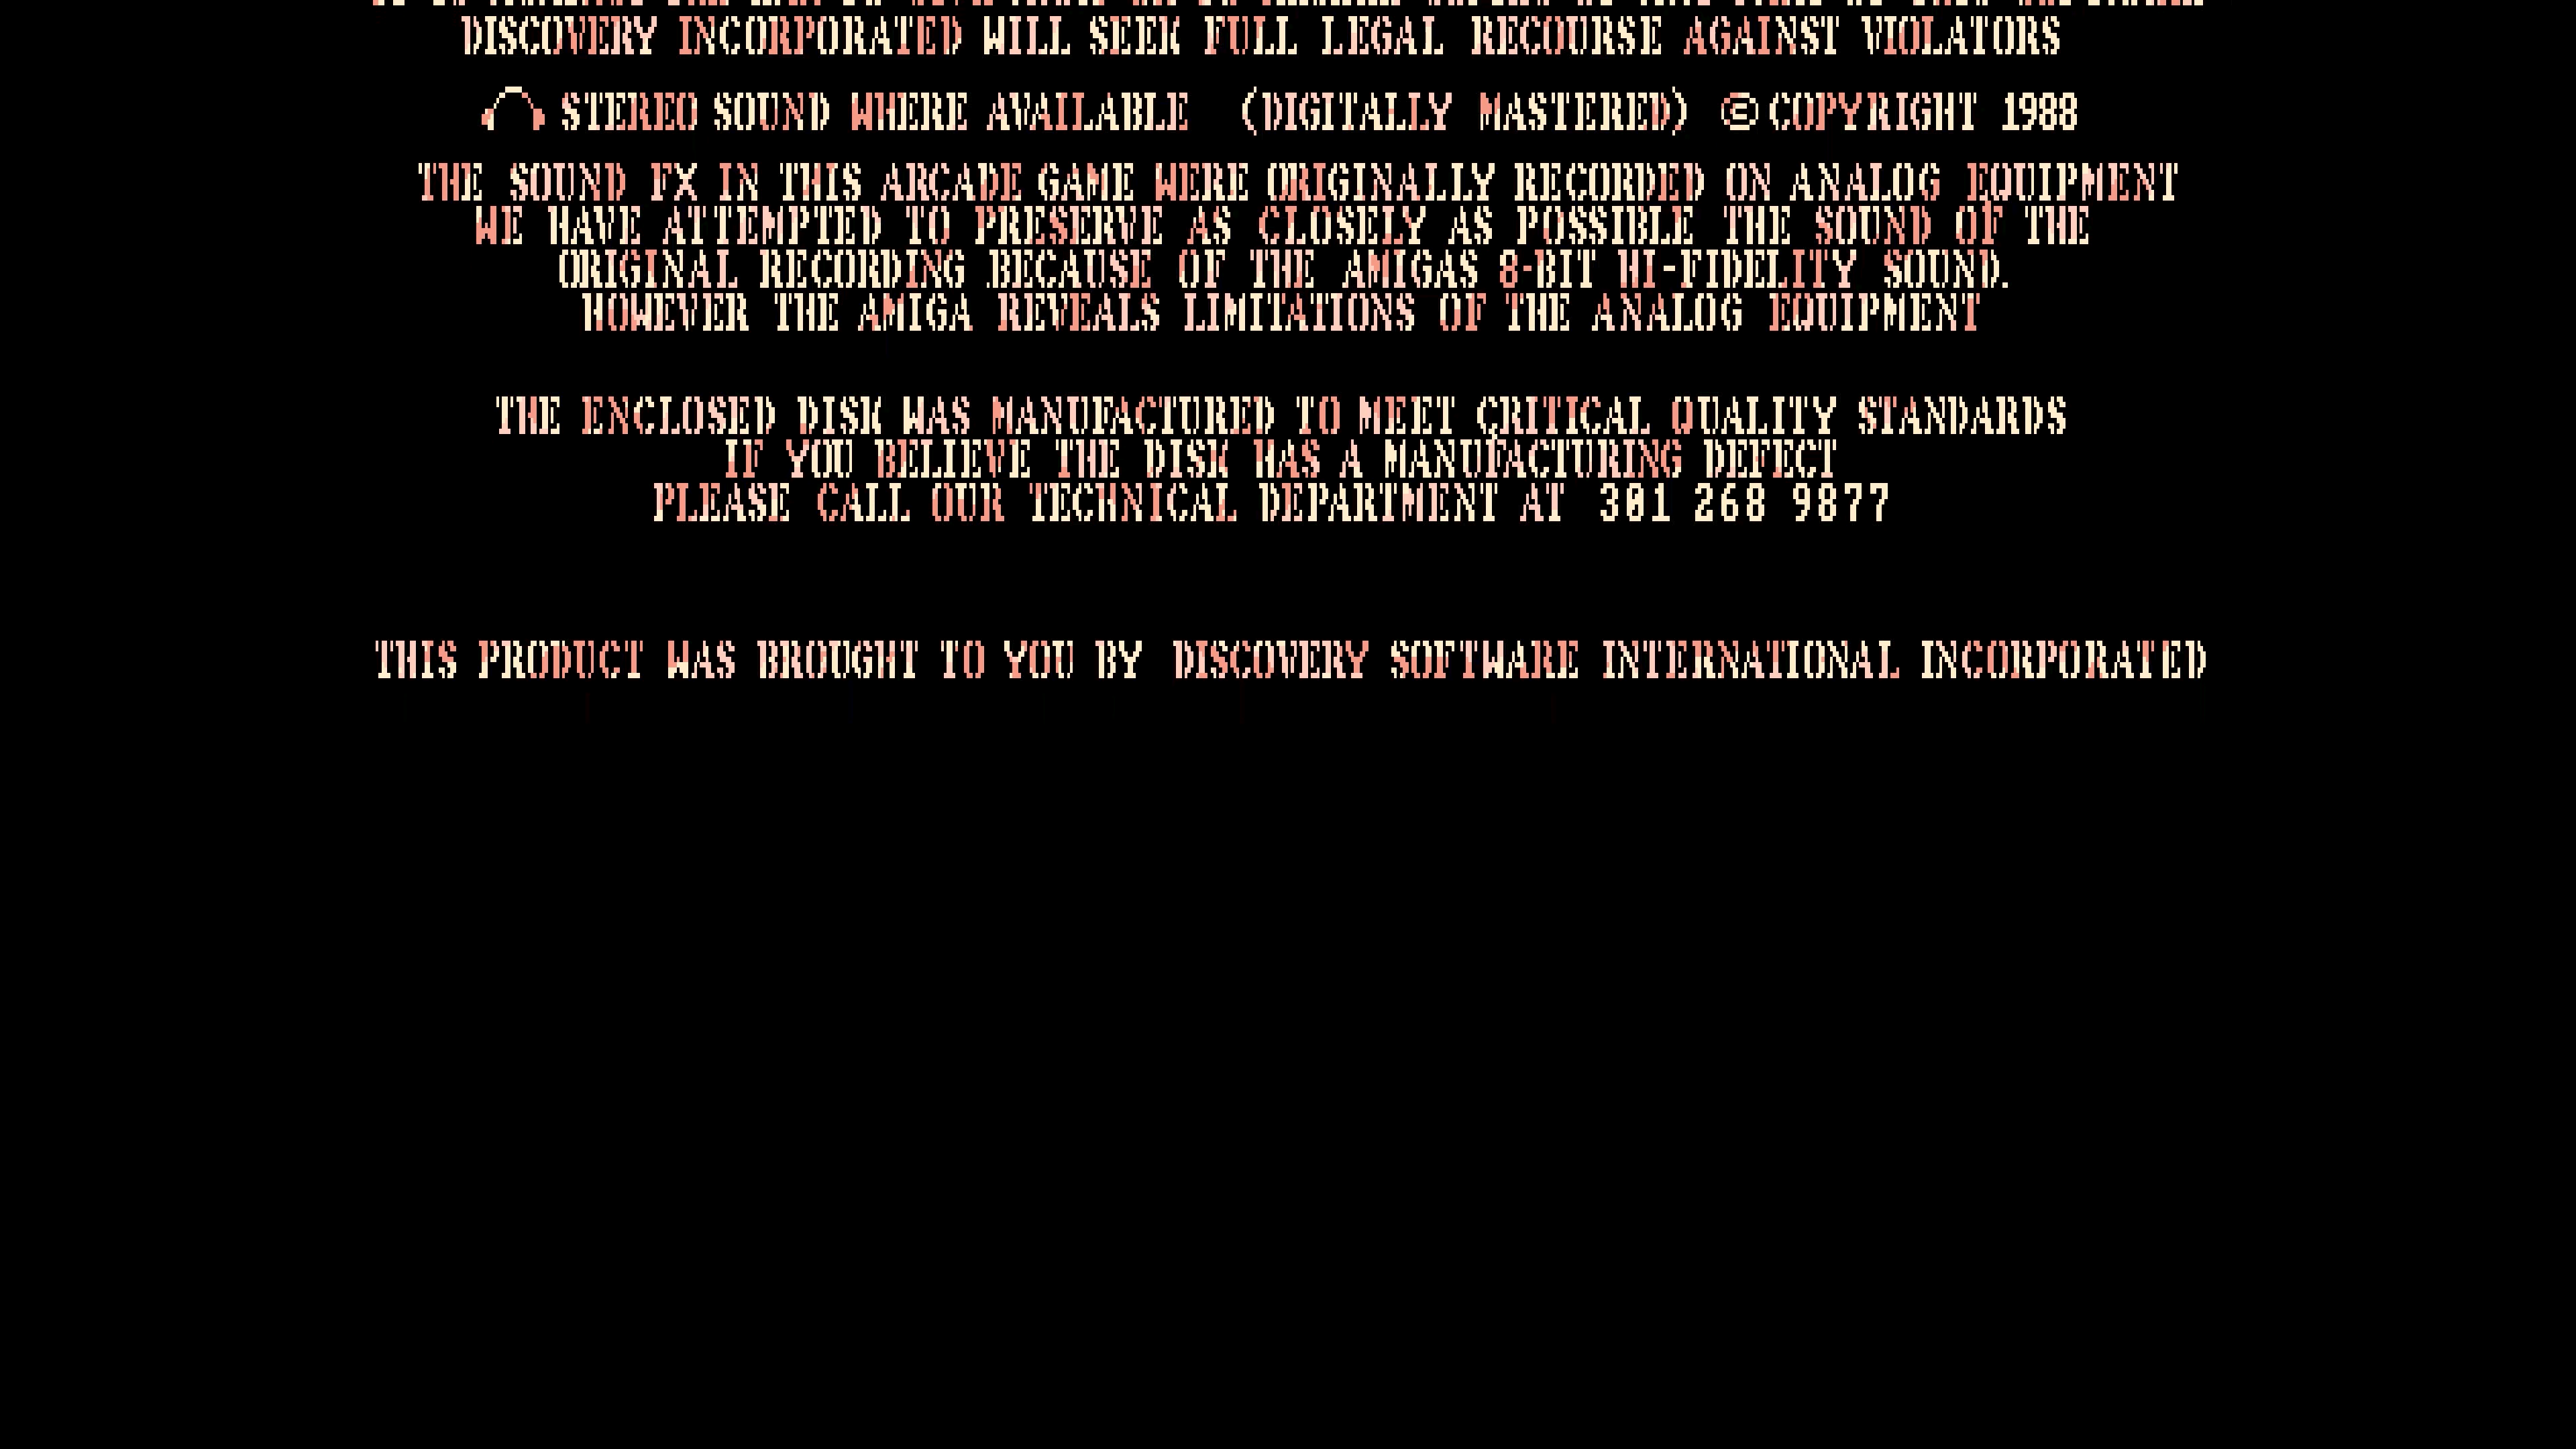 DISCOVERY INCORPORATED WILL SEEK FULL LEGAL RECOURSE AGAINST VIOLATORS
STEREO SOUND WHERE AVAILABLE (DIGITALLY MASTERED) © COPYRIGHT 1988
THE SOUND FX IN THIS ARCADE GAME WERE ORIGINALLY RECORDED ON ANALOG EQUIPMENT
WE HAVE ATTEMPTED TO PRESERVE AS CLOSELY AS POSSIBLE THE SOUND OF THE
ORIGINAL RECORDING BECAUSE OF THE AMIGAS 8-BIT HI-FIDELITY SOUND.
HOWEVER THE AMIGA REVEALS LIMITATIONS OF THE ANALOG EQUIPMENT
THE ENCLOSED DISK WAS MANUFACTURED TO MEET CRITICAL QUALITY STANDARDS
IF YOU BELIEVE THE DISK HAS A MANUFACTURING DEFECT
PLEASE CALL OUR TECHNICAL DEPARTMENT AT 301 268 9877
THIS PRODUCT WAS BROUGHT TO YOU BY DISCOVERY SOFTWARE INTERNATIONAL INCORPORATED